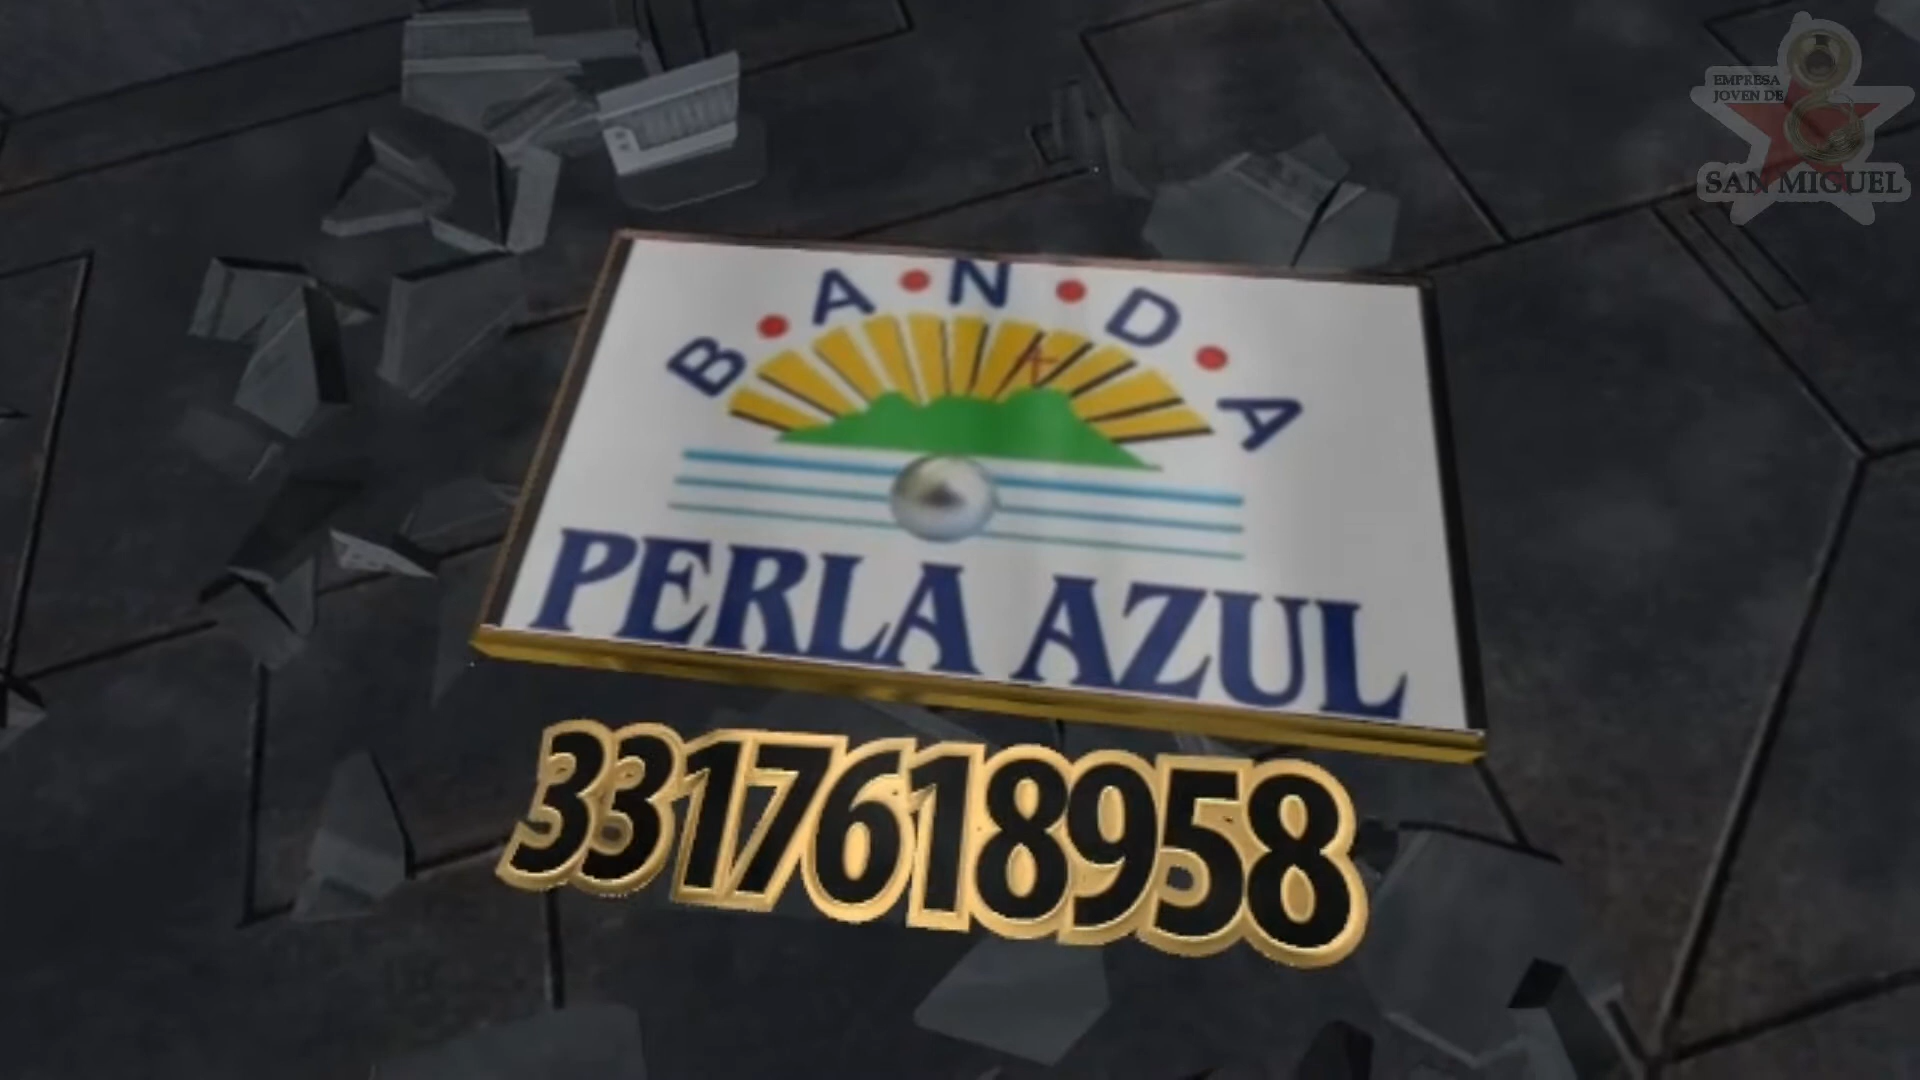 EMPRESA
JOVEN DE
SAN MIGUEL
B•A•N•D•A
PERLA AZUL
3317618958